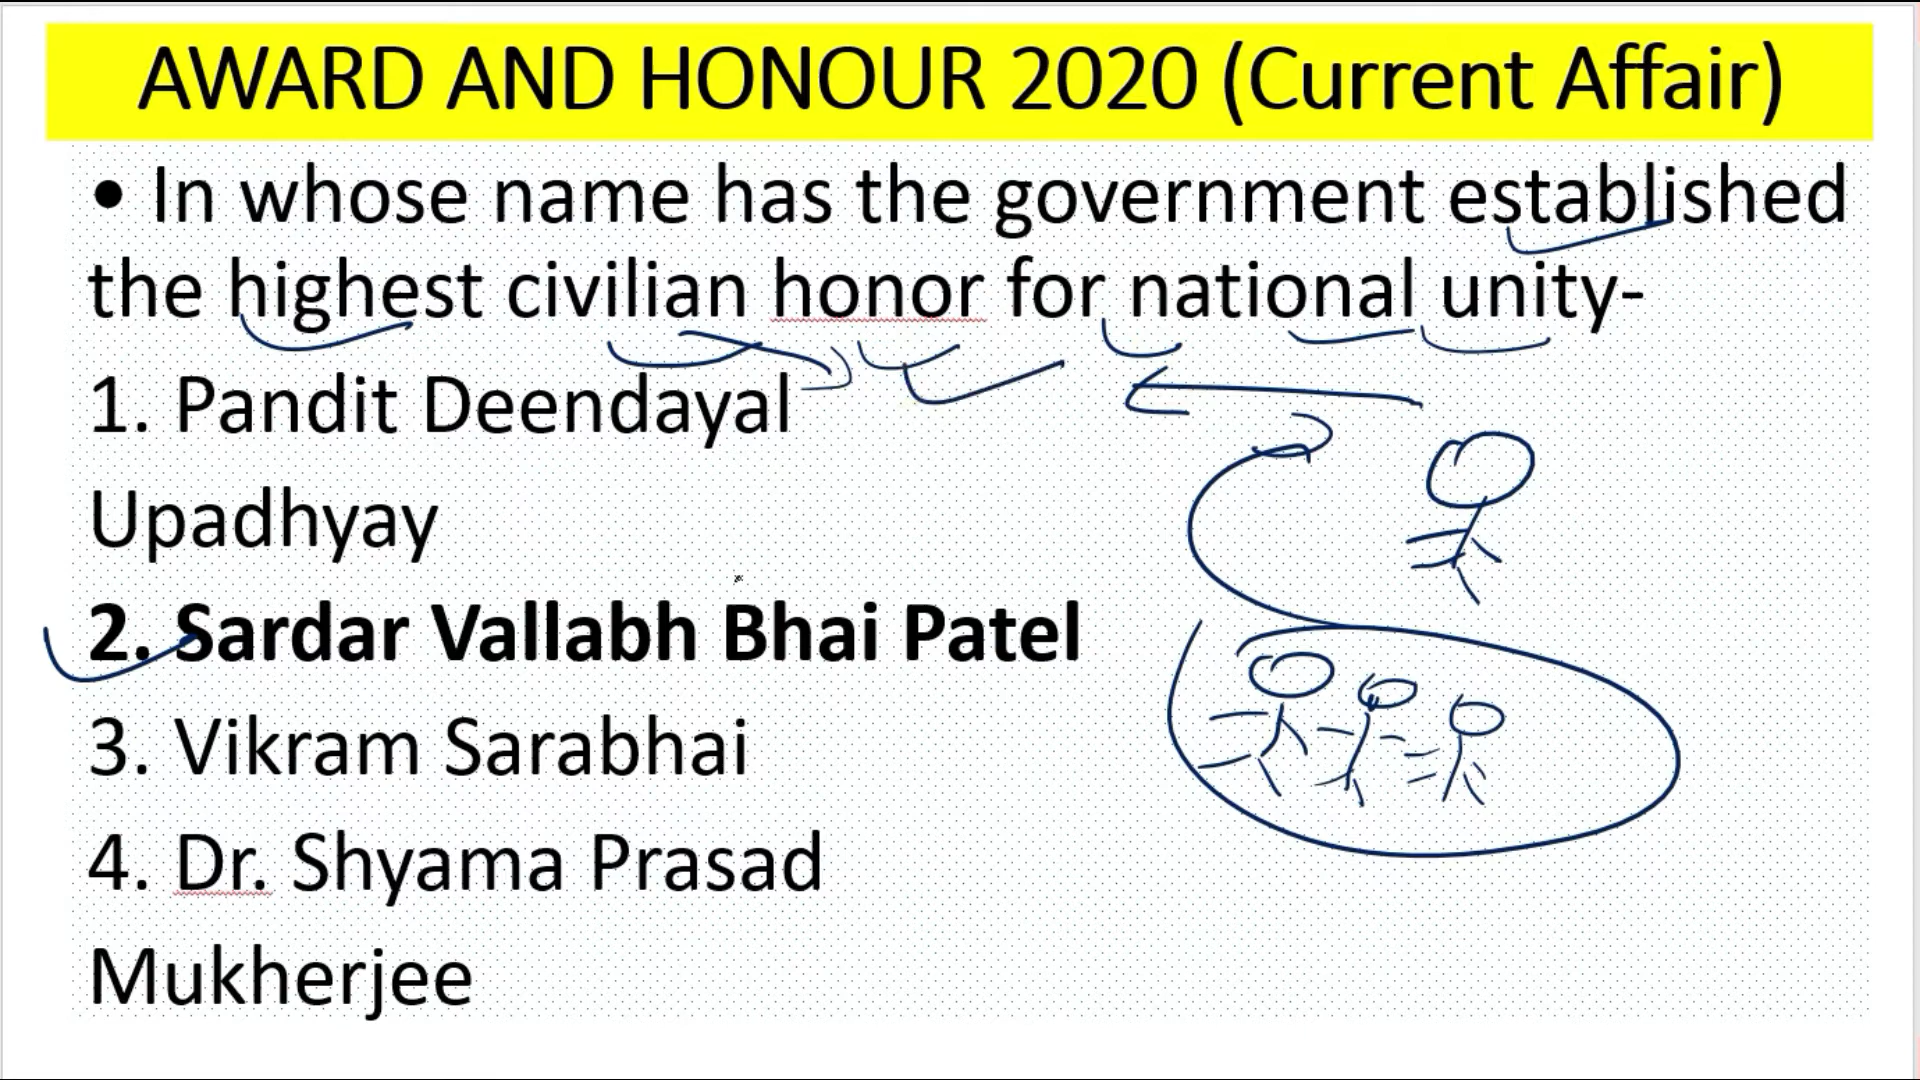 AWARD AND HONOUR 2020 (Current Affair)
• In whose name has the government established
the highest civilian honor for national unity-
1. Pandit Deendayal
Upadhyay
2. Sardar Vallabh Bhai Patel
3. Vikram Sarabhai
4. Dr. Shyama Prasad
Mukherjee